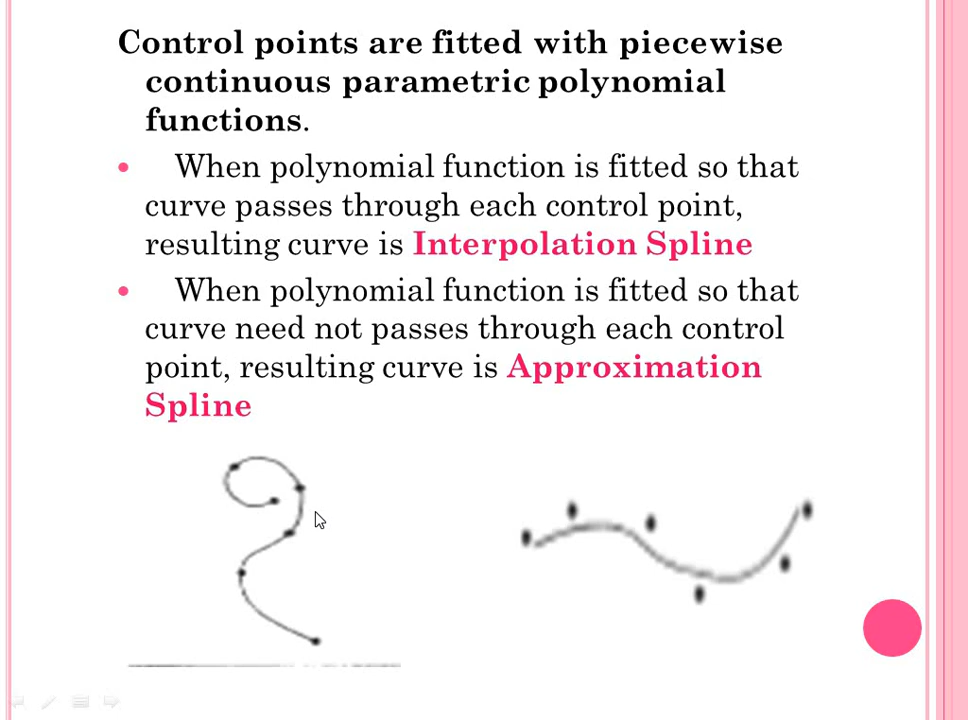 Control points are fitted with piecewise
continuous parametric polynomial
functions.
• When polynomial function is fitted so that
curve passes through each control point,
resulting curve is Interpolation Spline
• When polynomial function is fitted so that
curve need not passes through each control
point, resulting curve is Approximation
Spline